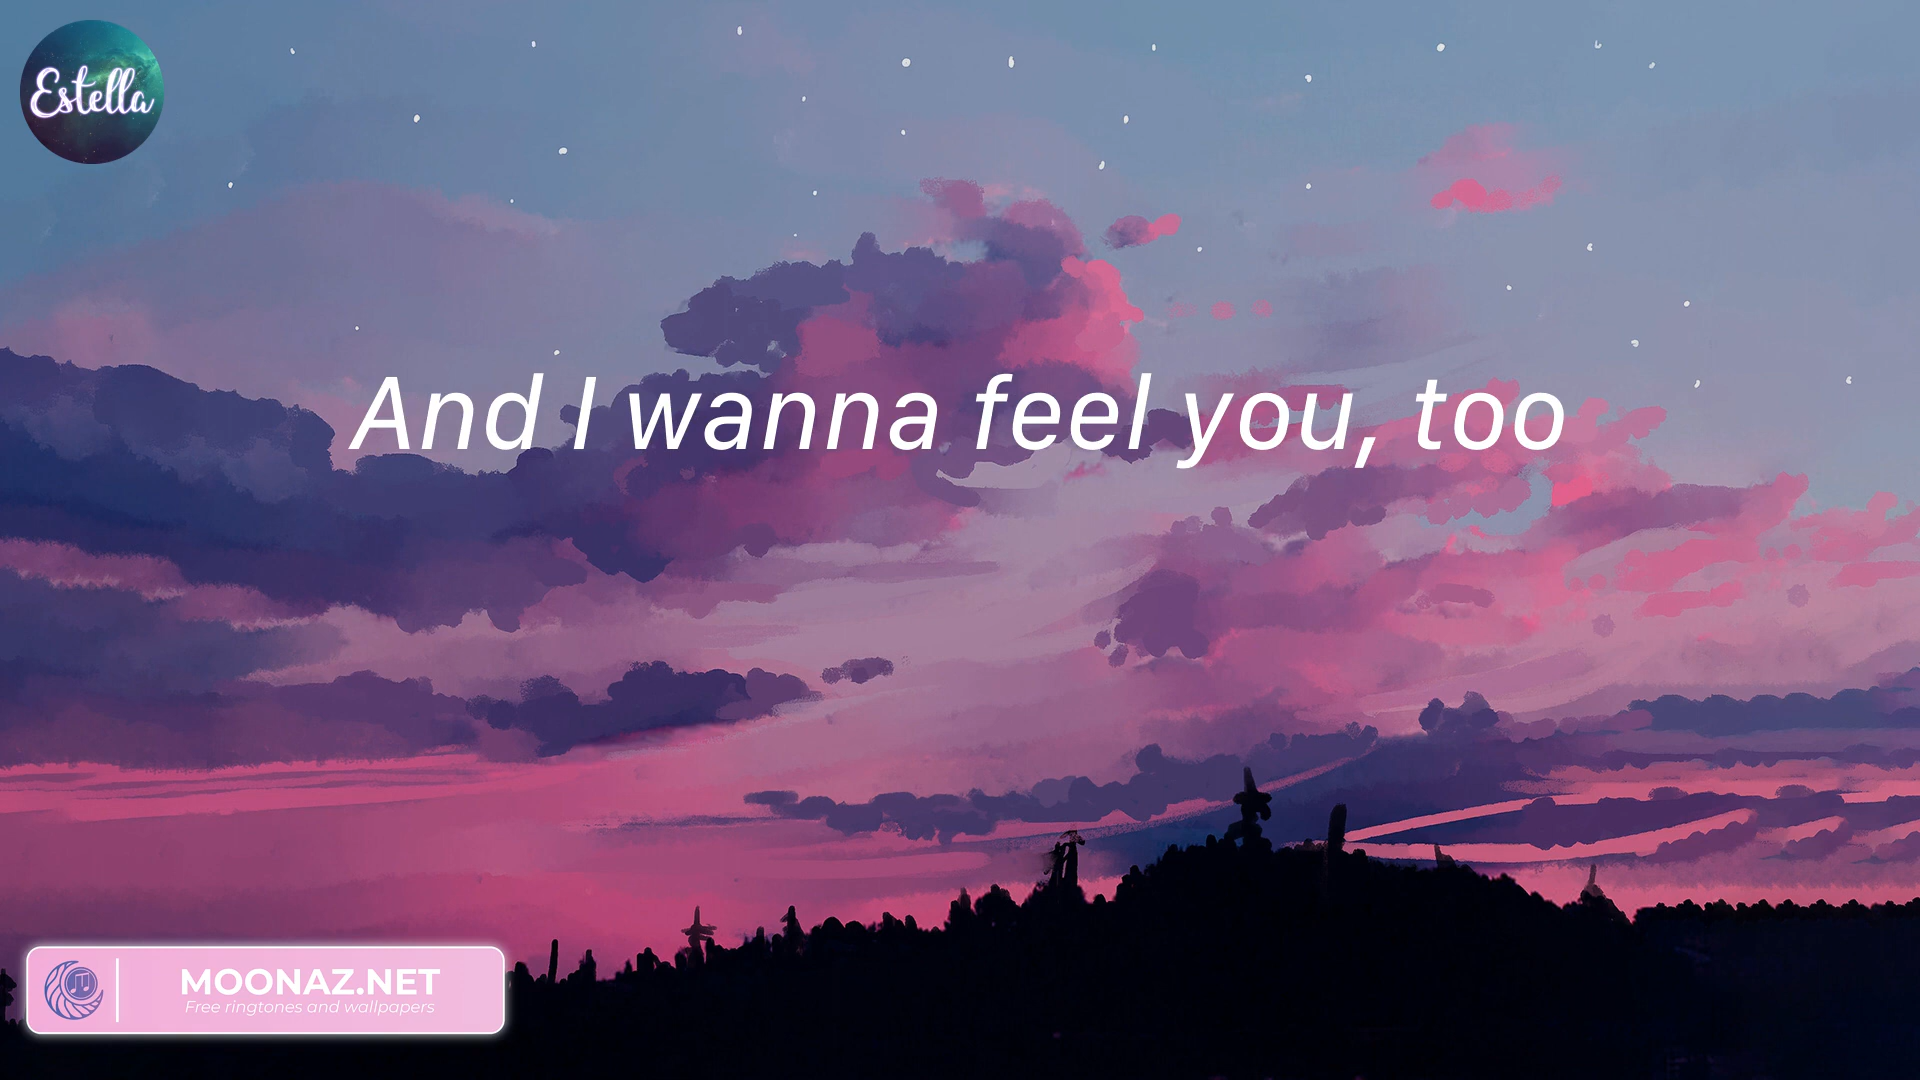 Estella
And I wanna feel you, too
MOONAZ.NET
Free ringtones and wallpapers